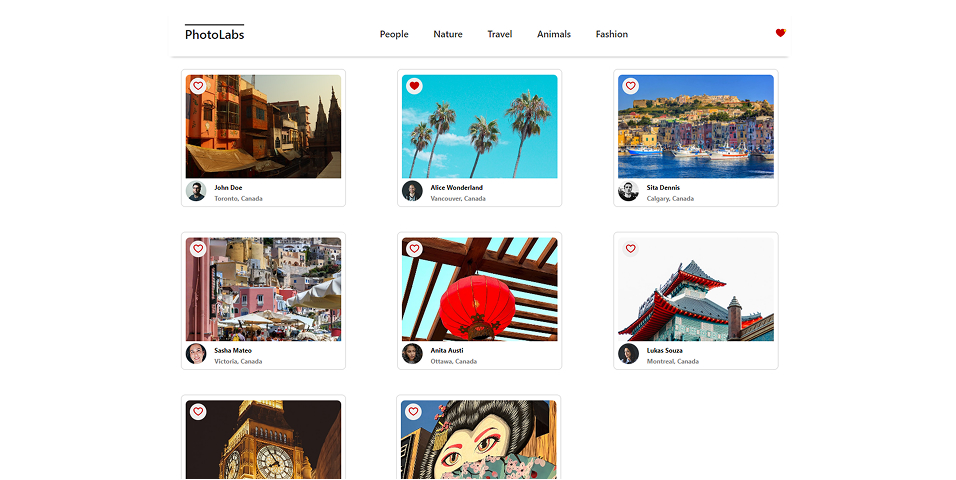 PhotoLabs
People Nature Travel Animals Fashion
John Doe
Toronto, Canada
Alice Wonderland
Vancouver, Canada
Sita Dennis
Calgary, Canada
Sasha Mateo
Victoria, Canada
Anita Austi
Ottawa, Canada
Lukas Souza
Montreal, Canada